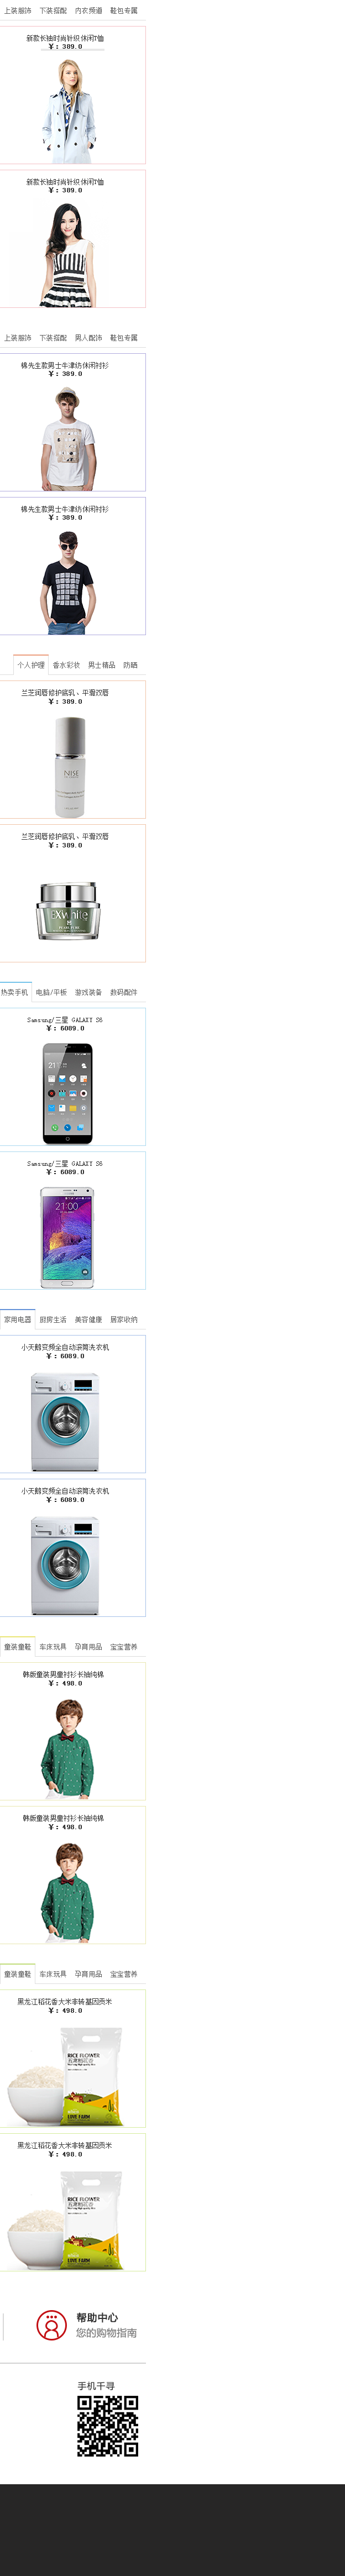 上装服饰 下装搭配 内衣频道 鞋包专属
新款长袖时尚针织休闲T恤
￥: 389.0
新款长袖时尚针织休闲T恤
￥: 389.0
上装服饰 下装搭配 男人配饰 鞋包专属
棉先生款男士牛津纺休闲衬衫
￥: 389.0
棉先生款男士牛津纺休闲衬衫
￥: 389.0
个人护理 香水彩妆 男士精品 防晒
兰芝润唇修护底乳、平滑改唇
￥: 389.0
NISE
兰芝润唇修护底乳、平滑改唇
￥: 389.0
EXWhite
热卖手机 电脑/平板 游戏装备 数码配件
Samsung/三星 GALAXY S6
￥: 6089.0
Samsung/三星 GALAXY S6
￥: 6089.0
21:00
家用电器 厨房生活 美容健康 居家收纳
小天鹅变频全自动滚筒洗衣机
￥: 6089.0
小天鹅变频全自动滚筒洗衣机
￥: 6089.0
童装童鞋 车床玩具 孕育用品 宝宝营养
韩版童装男童衬衫长袖纯棉
￥: 498.0
韩版童装男童衬衫长袖纯棉
￥: 498.0
童装童鞋 车床玩具 孕育用品 宝宝营养
黑龙江稻花香大米非转基因贡米
￥: 498.0
RICE FLOWER
LOVE FARM
黑龙江稻花香大米非转基因贡米
￥: 498.0
RICE FLOWER
LOVE FARM
帮助中心
您的购物指南
手机千寻